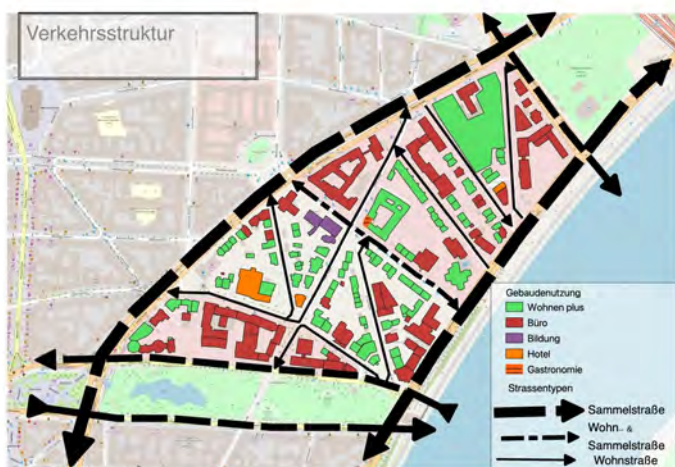 Verkehrsstruktur
Gebaudenutzung
Wohnen plus
Büro
Bildung
Hotel
Gastronomie
Strassentypen
Sammelstraße
Wohn- &
Sammelstraße
Wohnstraße